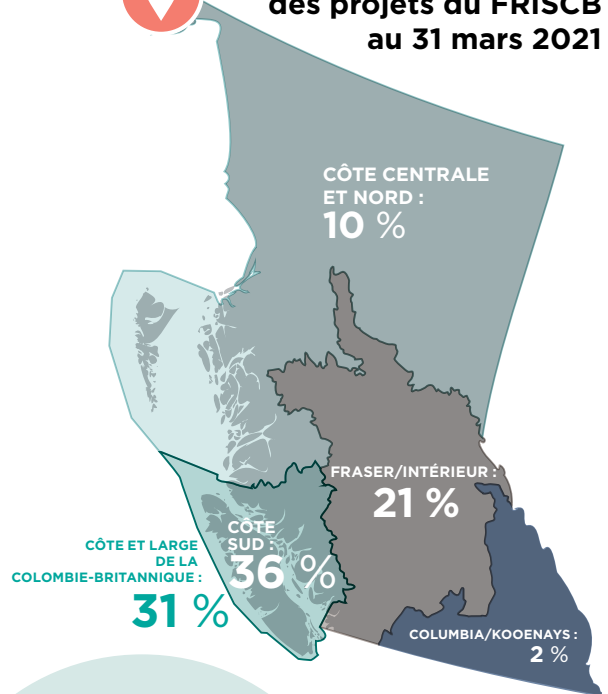 des projets du FRISCB
au 31 mars 2021
CÔTE CENTRALE
ET NORD :
10 %
FRASER/INTÉRIEUR :
21 %
CÔTE
SUD :
36 %
CÔTE ET LARGE
DE LA
COLOMBIE-BRITANNIQUE :
31 %
COLUMBIA/KOOENAYS :
2 %